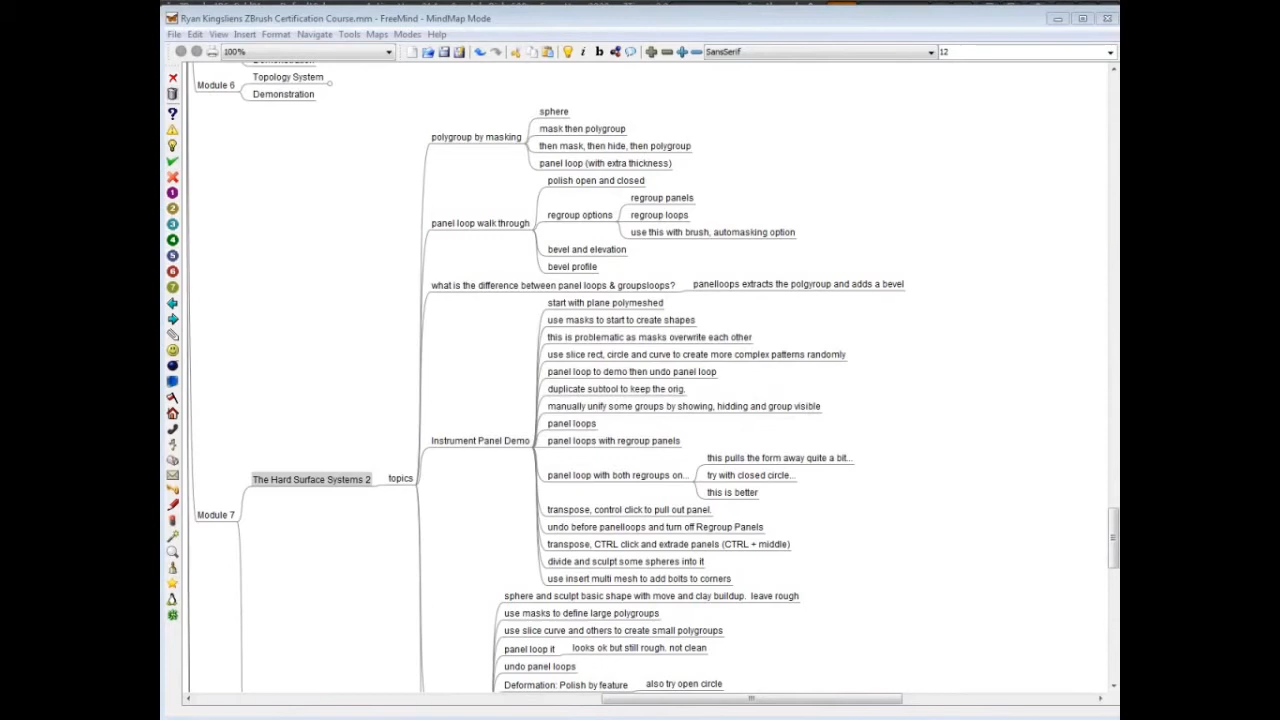 Ryan Kingsliens ZBrush Certification Course.mm - FreeMind - MindMap Mode
File Edit View Insert Format Navigate Tools Maps Modes Help
100%
SansSerif
12
Topology System
Module 6
Demonstration
sphere
mask then polygroup
polygroup by masking
then mask, then hide, then polygroup
panel loop (with extra thickness)
polish open and closed
regroup panels
regroup options
regroup loops
panel loop walk through
use this with brush, automasking option
bevel and elevation
bevel profile
what is the difference between panel loops & groupsloops?
panelloops extracts the polgyroup and adds a bevel
start with plane polymeshed
use masks to start to create shapes
this is problematic as masks overwrite each other
use slice rect, circle and curve to create more complex patterns randomly
panel loop to demo then undo panel loop
duplicate subtool to keep the orig.
manually unify some groups by showing, hidding and group visible
panel loops
Instrument Panel Demo
panel loops with regroup panels
this pulls the form away quite a bit...
panel loop with both regroups on...
try with closed circle...
The Hard Surface Systems 2
topics
this is better
transpose, control click to pull out panel.
Module 7
undo before panelloops and turn off Regroup Panels
transpose, CTRL click and extrade panels (CTRL + middle)
divide and sculpt some spheres into it
use insert multi mesh to add bolts to corners
sphere and sculpt basic shape with move and clay buildup. leave rough
use masks to define large polygroups
use slice curve and others to create small polygroups
panel loop it
looks ok but still rough. not clean
undo panel loops
Deformation: Polish by feature
also try open circle